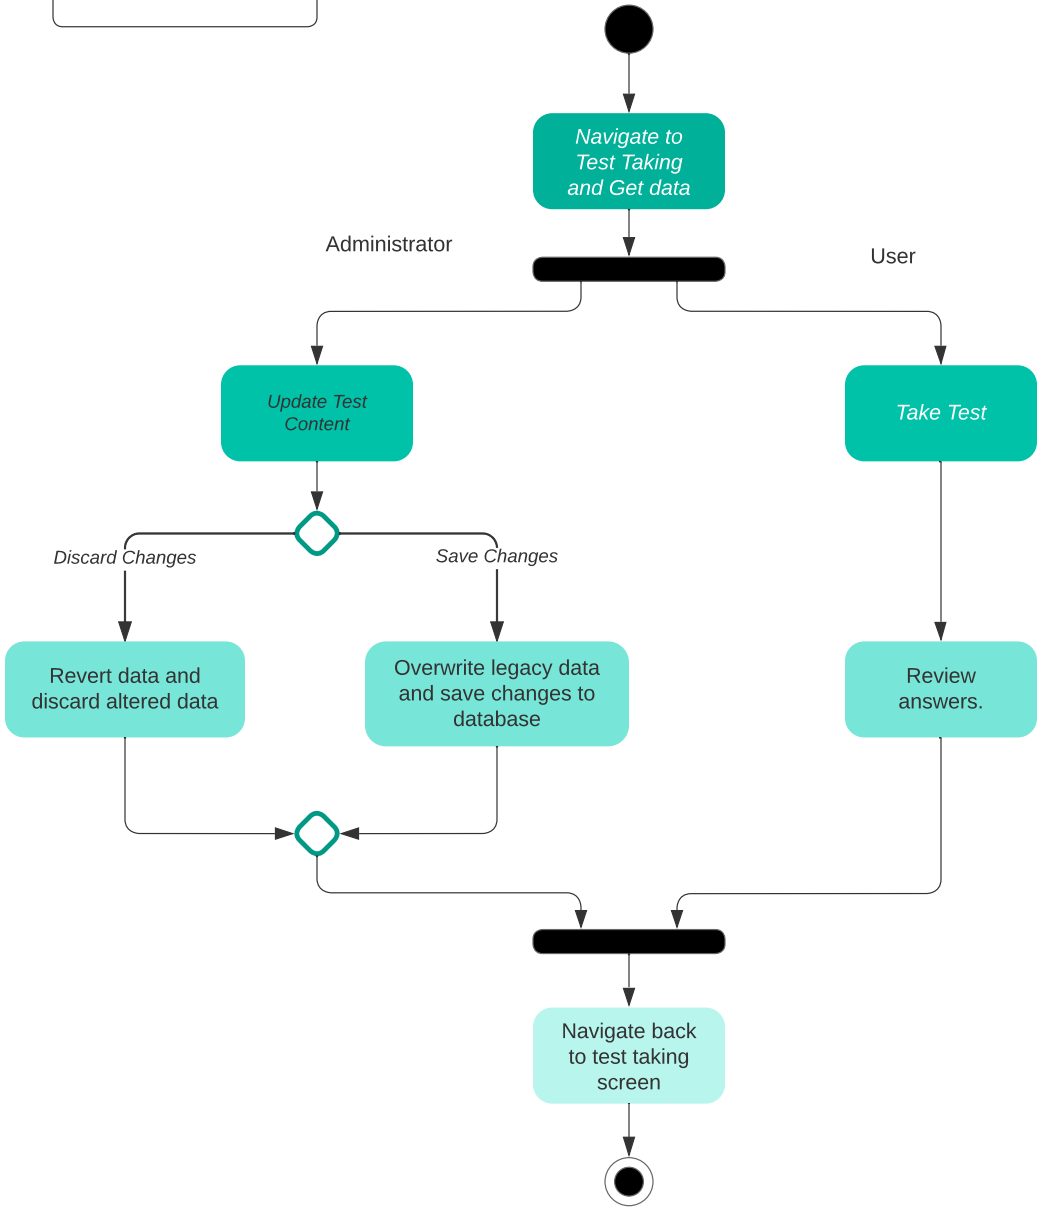 Navigate to
Test Taking
and Get data
Administrator
User
Update Test
Content
Take Test
Discard Changes
Save Changes
Revert data and
discard altered data
Overwrite legacy data
and save changes to
database
Review
answers.
Navigate back
to test taking
screen